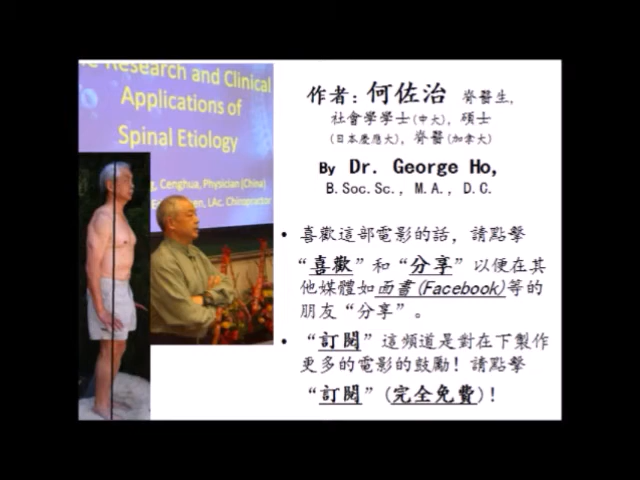 he Research and Clinical
Applications of
Spinal Etiology
g, Cenghua, Physician (China)
en, LAc. Chiropractor
作者：何佐治 脊醫生，
社會學學士(中大)，碩士
(日本慶應大)，脊醫(加拿大)
By Dr. George Ho,
B.Soc.Sc., M.A., D.C.
• 喜歡這部電影的話，請點擊
“喜歡”和“分享”以便在其
他媒體如面書(Facebook)等的
朋友“分享”。
• “訂閱”這頻道是對在下製作
更多的電影的鼓勵！請點擊
“訂閱”(完全免費)！